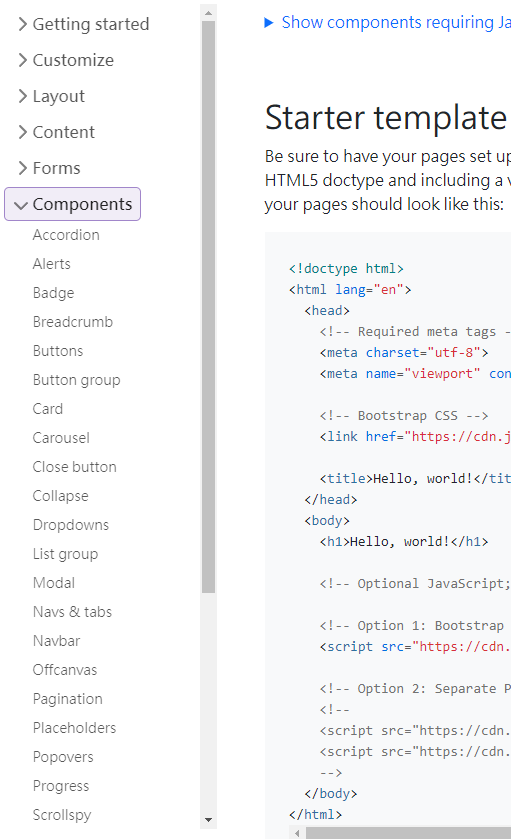 Getting started
Customize
Layout
Content
Forms
Components
Accordion
Alerts
Badge
Breadcrumb
Buttons
Button group
Card
Carousel
Close button
Collapse
Dropdowns
List group
Modal
Navs & tabs
Navbar
Offcanvas
Pagination
Placeholders
Popovers
Progress
Scrollspy
Show components requiring Ja
Starter template
Be sure to have your pages set up
HTML5 doctype and including a v
your pages should look like this:
<!doctype html>
<html lang="en">
<head>
<!-- Required meta tags -
<meta charset="utf-8">
<meta name="viewport" con
<!-- Bootstrap CSS -->
<link href="https://cdn.j
<title>Hello, world!</tit
</head>
<body>
<h1>Hello, world!</h1>
<!-- Optional JavaScript;
<!-- Option 1: Bootstrap
<script src="https://cdn.
<!-- Option 2: Separate P
<!--
<script src="https://cdn.
<script src="https://cdn.
-->
</body>
</html>